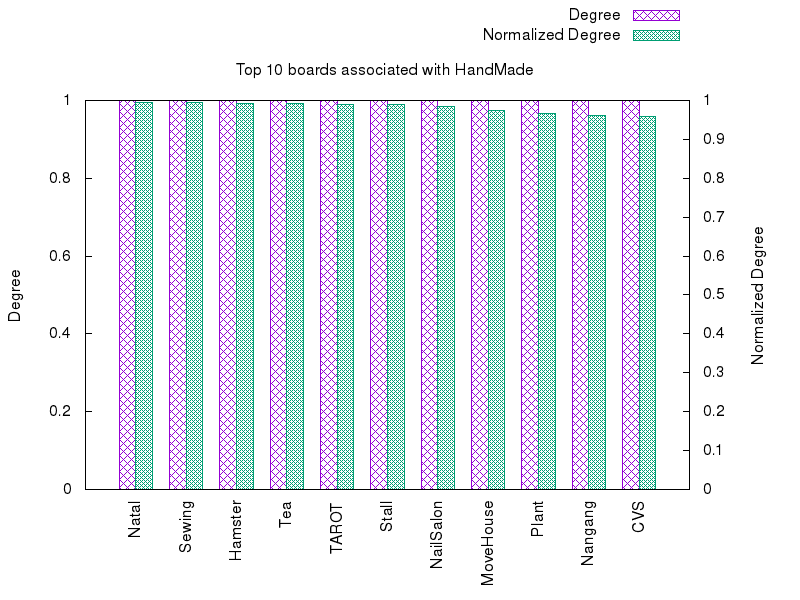 Degree
Normalized Degree
Top 10 boards associated with HandMade
1
0.8
0.6
0.4
0.2
0
1
0.9
0.8
0.7
0.6
0.5
0.4
0.3
0.2
0.1
0
Degree
Normalized Degree
Natal
Sewing
Hamster
Tea
TAROT
Stall
NailSalon
MoveHouse
Plant
Nangang
CVS